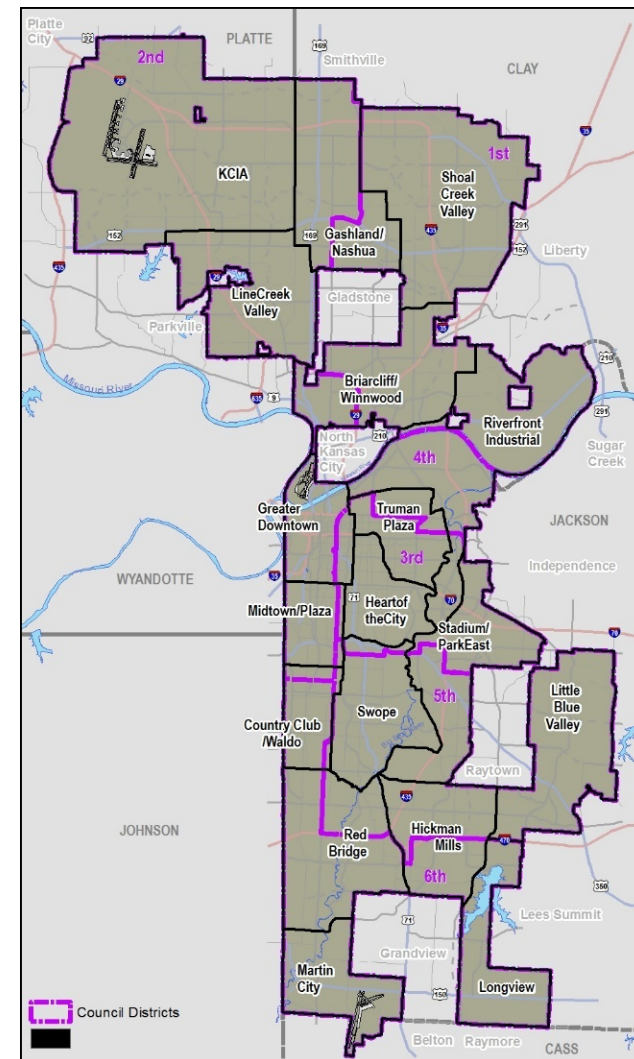 Platte
City
92
PLATTE
169
Smithville
CLAY
2nd
29
35
1st
KCIA
Shoal
Creek
Valley
291
152
152
169
Gashland/
Nashua
435
Liberty
435
29
LineCreek
Valley
Gladstone
Parkville
35
210
Missouri River
435
9
Briarcliff/
Winnwood
29
Riverfront
Industrial
291
North
Kansas
City
210
4th
Sugar
Creek
Greater
Downtown
Truman
Plaza
JACKSON
3rd
Independence
WYANDOTTE
35
71
70
Midtown/Plaza
Heartof
theCity
Stadium/
ParkEast
70
5th
Little
Blue
Valley
Country Club
/Waldo
Swope
Raytown
435
JOHNSON
Red
Bridge
Hickman
Mills
470
6th
350
71
Lees Summit
Grandview
Martin
City
150
Longview
Council Districts
Belton
Raymore
CASS